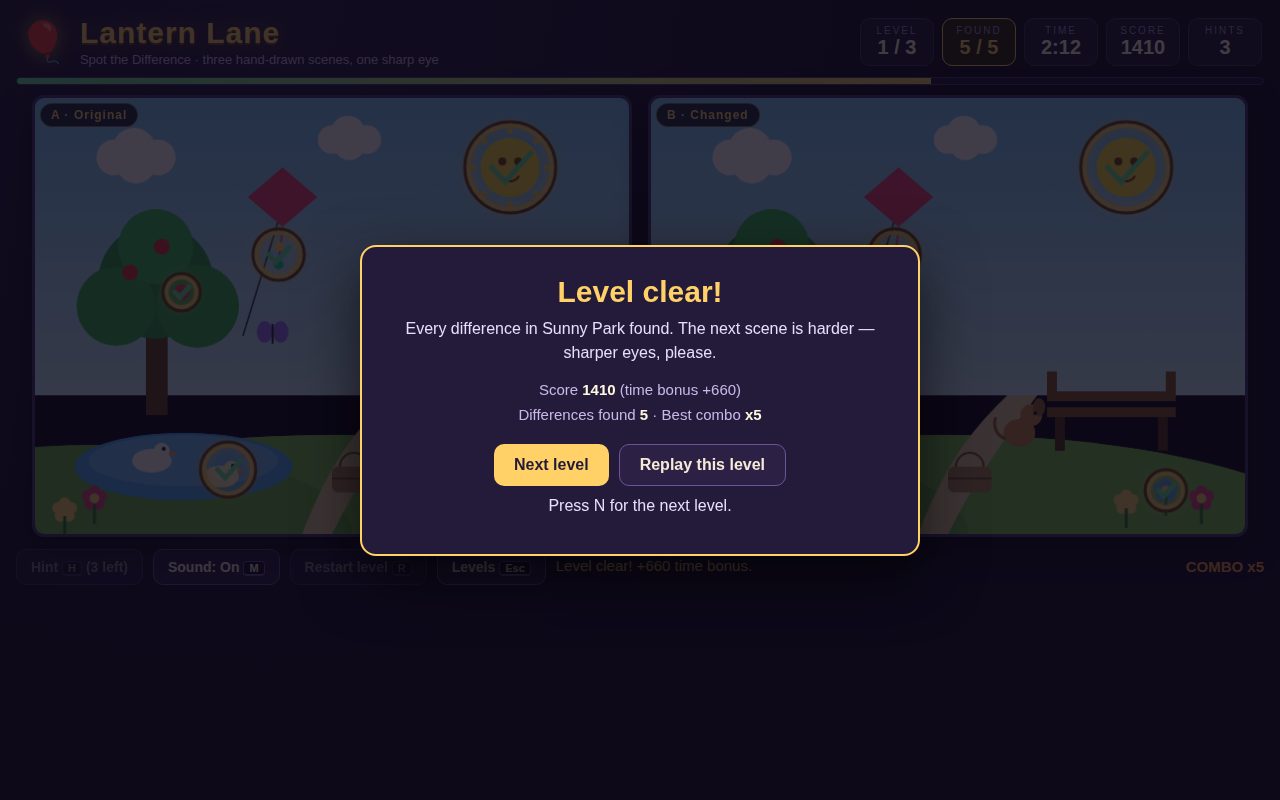 Lantern Lane
Spot the Difference · three hand-drawn scenes, one sharp eye
LEVEL
1 / 3
FOUND
5 / 5
TIME
2:12
SCORE
1410
HINTS
3
A · Original
B · Changed
Level clear!
Every difference in Sunny Park found. The next scene is harder —
sharper eyes, please.
Score 1410 (time bonus +660)
Differences found 5 · Best combo x5
Next level
Replay this level
Press N for the next level.
Hint H (3 left)
Sound: On M
Restart level R
Levels Esc
Level clear! +660 time bonus.
COMBO x5